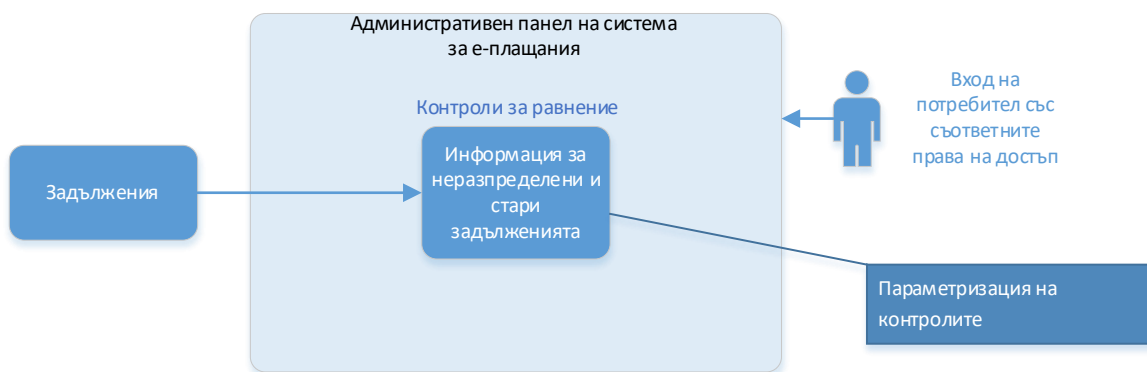 Административен панел на система
за е-плащания
Контроли за равнение
Информация за
неразпределени и
стари
задълженията
Задължения
Вход на
потребител със
съответните
права на достъп
Параметризация на
контролите